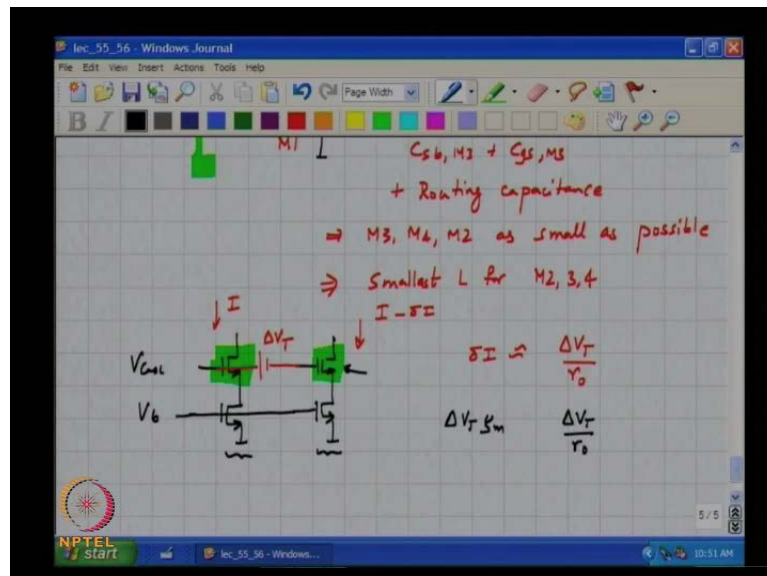 lec_55_56 - Windows Journal
File Edit View Insert Actions Tools Help
Page Width
B I
M1
Csb, M3 + Cgs, M3
+ Routing capacitance
⇒ M3, M4, M2 as small as possible
⇒ Smallest L for M2, 3, 4
I
I - δI
ΔVT
δI ≈ ΔVT / r0
Vb
ΔVT gm ΔVT / r0
5/5
NPTEL
start
lec_55_56 - Windows...
10:51 AM